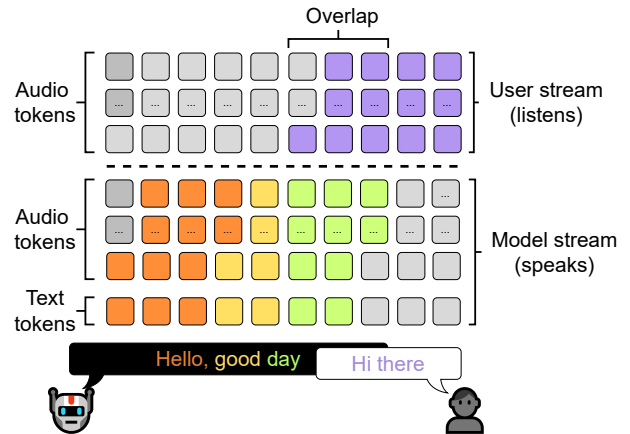 Overlap
Audio
tokens
... ... ... ... ... ... ... ... ... ...
User stream
(listens)
Audio
tokens
...
... ... ... ... ... ... ... ... ... ...
Model stream
(speaks)
Text
tokens
Hello, good day
Hi there